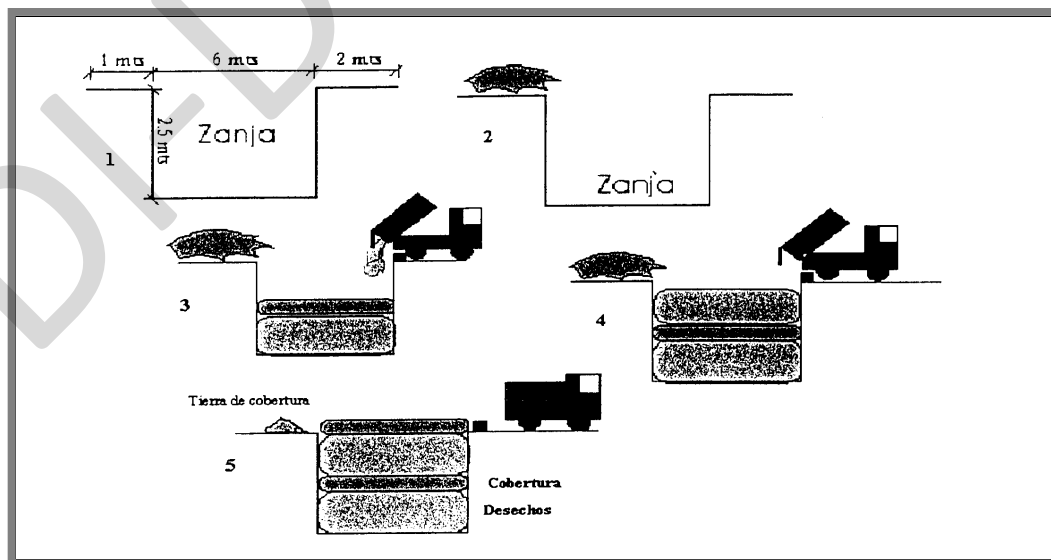 1 mts 6 mts 2 mts
2.5 mts
Zanja
1
2
Zanja
3
4
Tierra de cobertura
5
Cobertura
Desechos